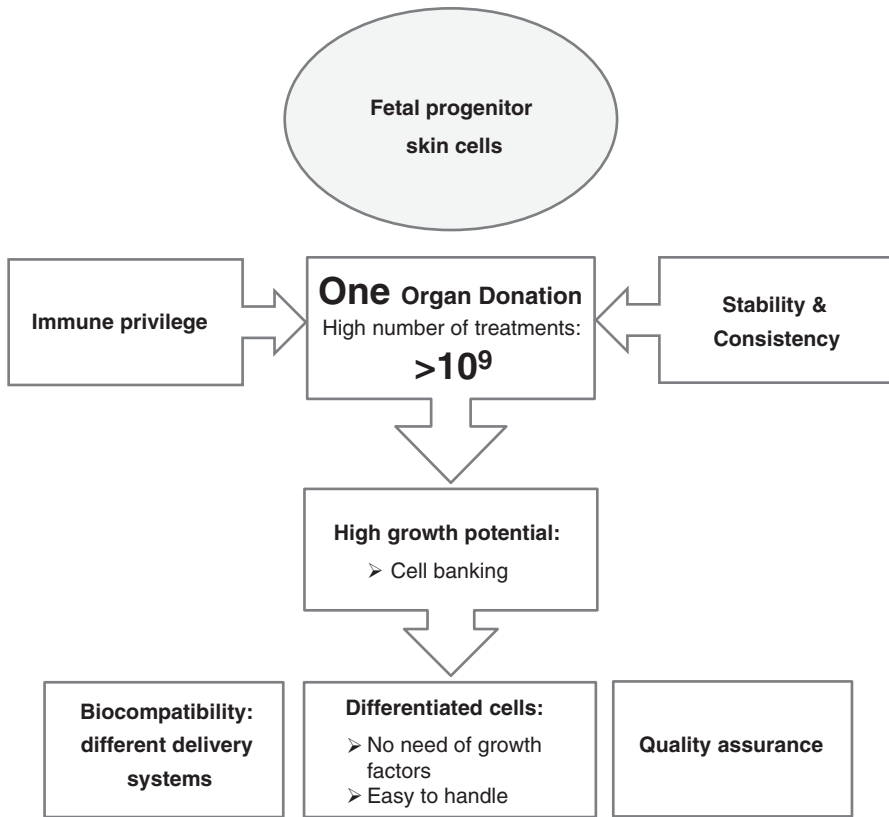 Fetal progenitor
skin cells
Immune privilege
One Organ Donation
High number of treatments:
>10⁹
Stability &
Consistency
High growth potential:
➢ Cell banking
Biocompatibility:
different delivery
systems
Differentiated cells:
➢ No need of growth
factors
➢ Easy to handle
Quality assurance